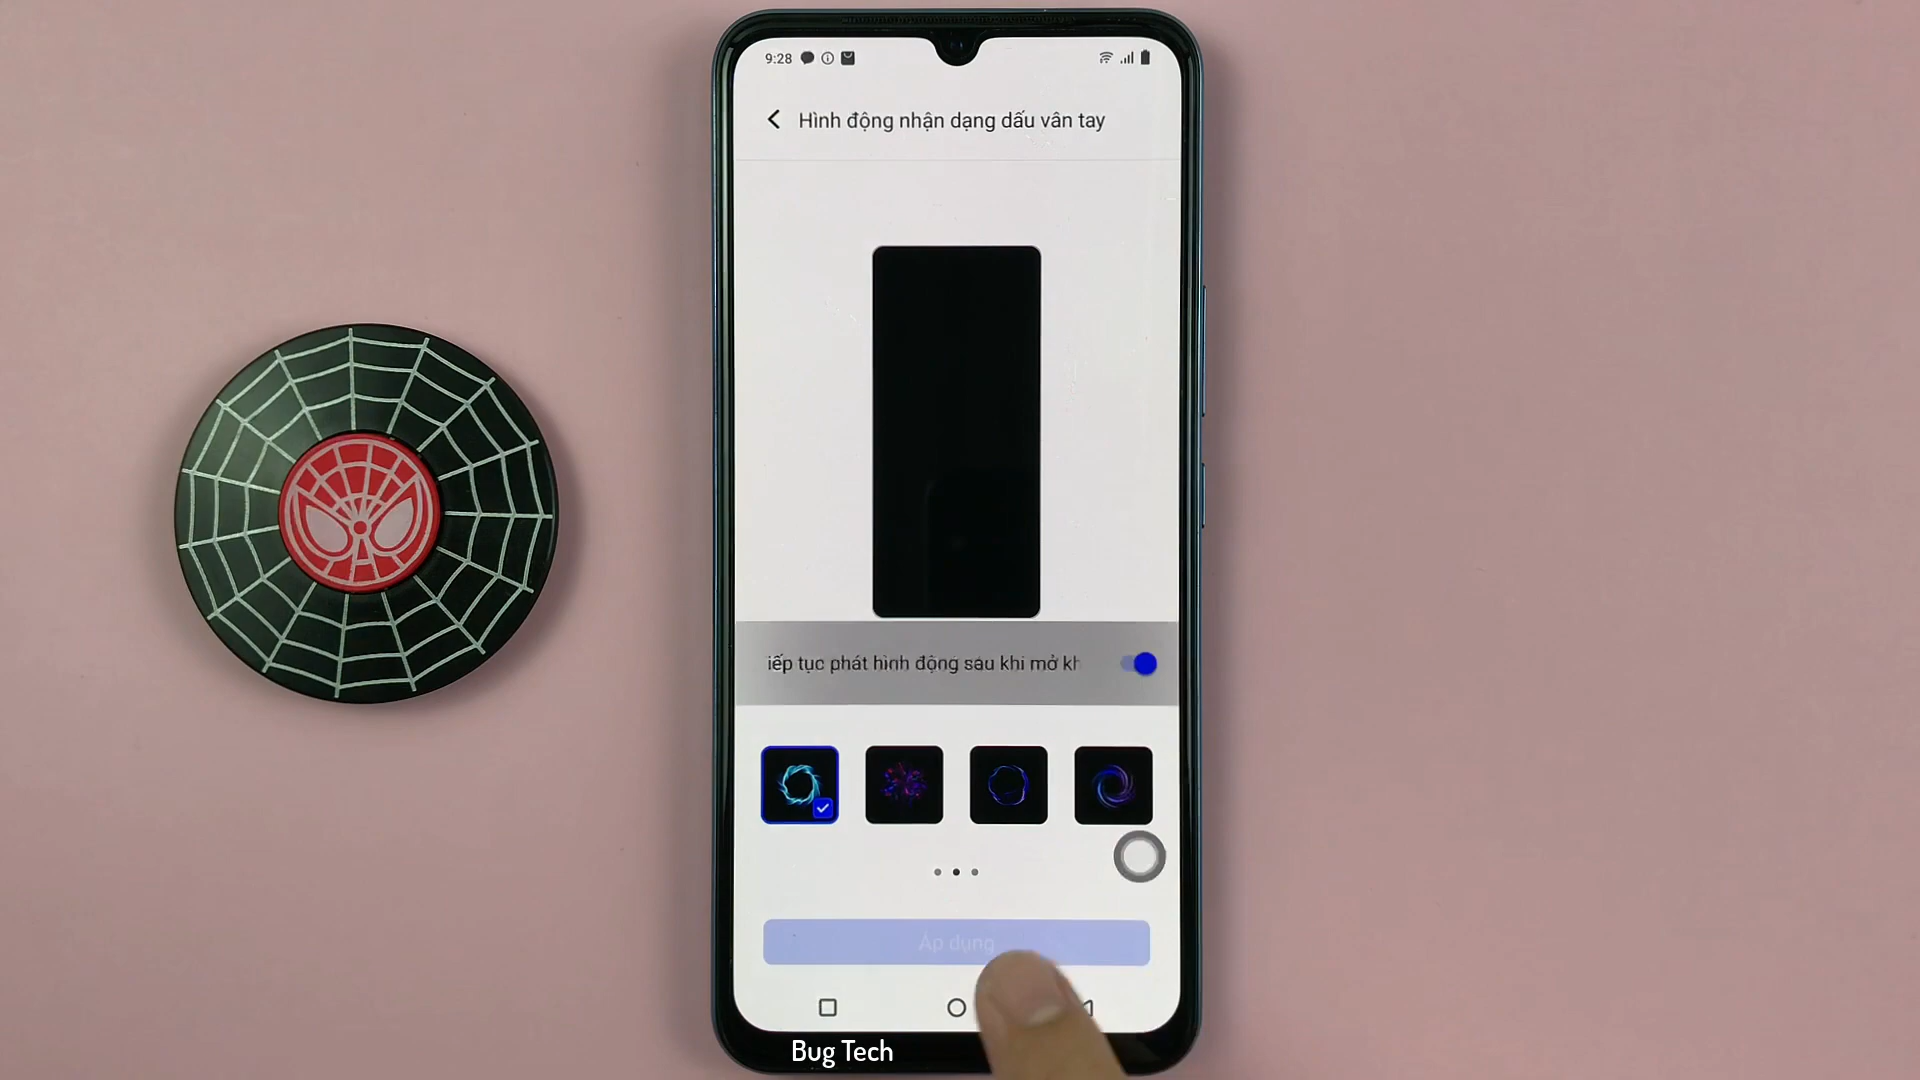 9:28
Hình động nhận dạng dấu vân tay
iếp tục phát hình động sau khi mở kh
Áp dụng
Bug Tech